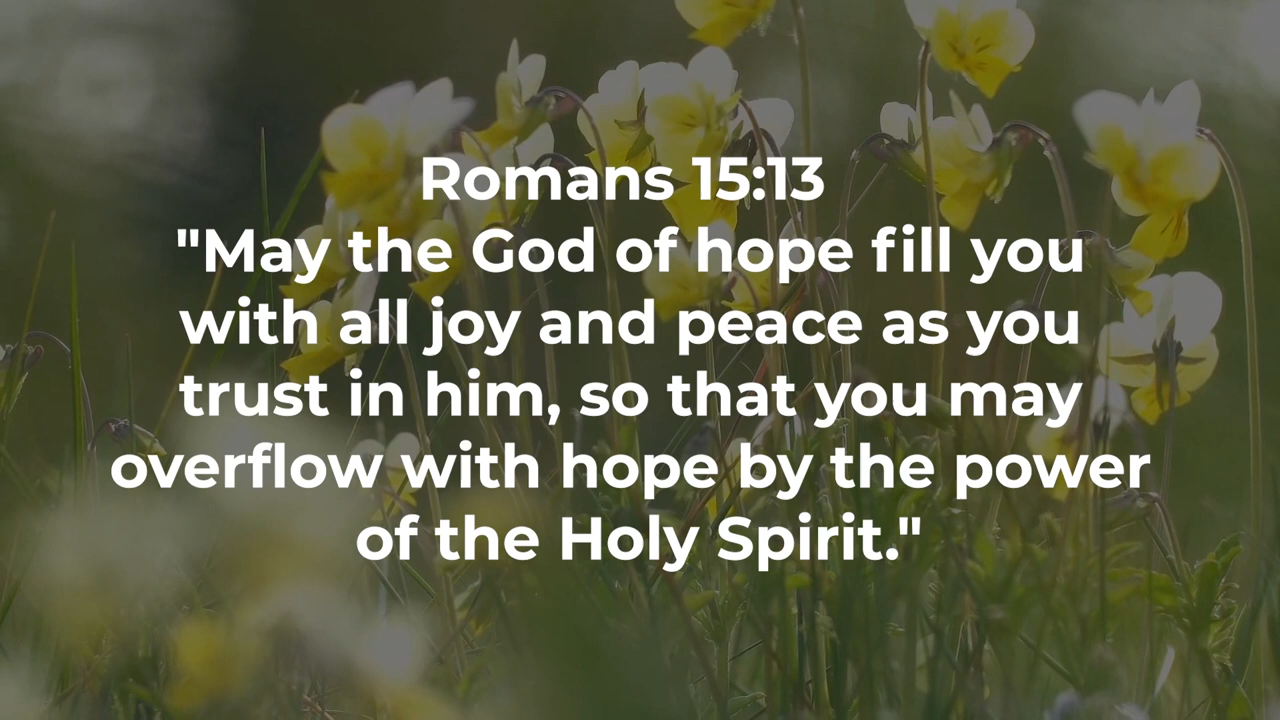 Romans 15:13
"May the God of hope fill you
with all joy and peace as you
trust in him, so that you may
overflow with hope by the power
of the Holy Spirit."